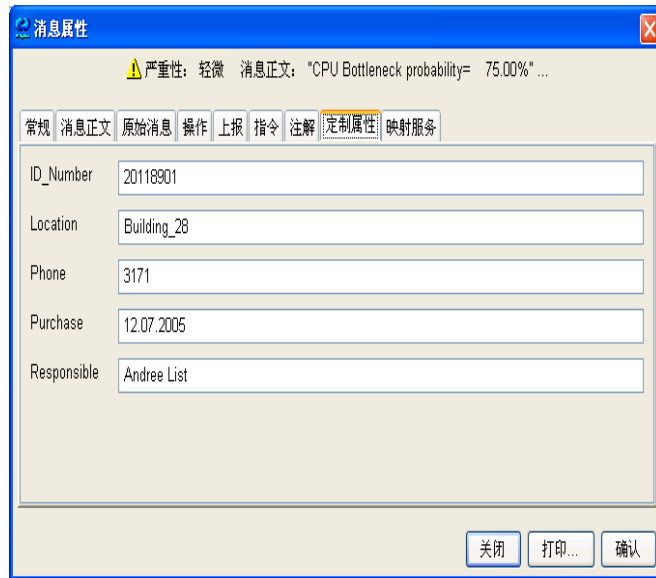 消息属性
严重性： 轻微 消息正文： "CPU Bottleneck probability= 75.00%" ...
常规 消息正文 原始消息 操作 上报 指令 注解 定制属性 映射服务
ID_Number 20118901
Location Building_28
Phone 3171
Purchase 12.07.2005
Responsible Andree List
关闭 打印... 确认